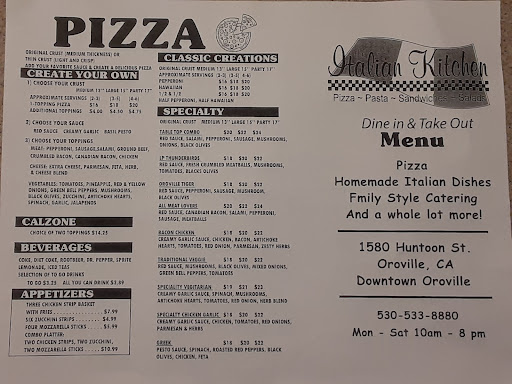 PIZZA
ORIGINAL CRUST (MEDIUM THICKNESS) OR
THIN CRUST (LIGHT AND CRISP)
ADD YOUR FAVORITE SAUCE & CREATE A DELICIOUS PIZZA
CREATE YOUR OWN
1) CHOOSE YOUR CRUST
MEDIUM 13" LARGE 15" PARTY 17"
APPROXIMATE SERVINGS (2-3) (3-4) (4-6)
1-TOPPING PIZZA $16 $18 $20
ADDITIONAL TOPPINGS $4.00 $4.50 $4.75
2) CHOOSE YOUR SAUCE
RED SAUCE CREAMY GARLIC BASIL PESTO
3) CHOOSE YOUR TOPPINGS
MEAT: PEPPERONI, SAUSAGE, SALAMI, GROUND BEEF,
CRUMBLED BACON, CANADIAN BACON, CHICKEN
CHEESE: EXTRA CHEESE, PARMESAN, FETA, HERB,
& CHEESE BLEND
VEGETABLES: TOMATOES, PINEAPPLE, RED & YELLOW
ONIONS, GREEN BELL PEPPERS, MUSHROOMS,
BLACK OLIVES, ZUCCHINI, ARTICHOKE HEARTS,
SPINACH, GARLIC, JALAPENOS
CALZONE
CHOICE OF TWO TOPPINGS $14.25
BEVERAGES
COKE, DIET COKE, ROOTBEER, DR. PEPPER, SPRITE
LEMONADE, ICED TEAS
SELECTION OF TO GO DRINKS
TO GO $3.25 ALL YOU CAN DRINK $3.49
APPETIZERS
THREE CHICKEN STRIP BASKET
WITH FRIES $7.99
SIX ZUCCHINI STRIPS $4.99
FOUR MOZZARELLA STICKS $5.99
COMBO PLATTER:
TWO CHICKEN STRIPS, TWO ZUCCHINI,
TWO MOZZARELLA STICKS $10.99
CLASSIC CREATIONS
ORIGINAL CRUST MEDIUM 13" LARGE 15" PARTY 17"
APPROXIMATE SERVINGS (2-3) (3-4) (4-6)
PEPPERONI $16 $18 $20
HAWAIIAN $16 $18 $20
1/2 & 1/2 $16 $18 $20
HALF PEPPERONI, HALF HAWAIIAN
SPECIALTY
ORIGINAL CRUST MEDIUM 13" LARGE 15" PARTY 17"
TABLE TOP COMBO $20 $22 $24
RED SAUCE, SALAMI, PEPPERONI, SAUSAGE, MUSHROOMS,
ONIONS, BLACK OLIVES
JP THUNDERBIRDS $18 $20 $22
RED SAUCE, FRESH CRUMBLED MEATBALLS, MUSHROOMS,
TOMATOES, BLACKS OLIVES
OROVILLE TIGER $18 $20 $22
RED SAUCE, PEPPERONI, SAUSAGE, MUSHROOM,
BLACK OLIVES
ALL MEAT LOVERS $20 $22 $24
RED SAUCE, CANADIAN BACON, SALAMI, PEPPERONI,
SAUSAGE, MEATBALLS
BACON CHICKEN $18 $20 $22
CREAMY GARLIC SAUCE, CHICKEN, BACON, ARTICHOKE
HEARTS, TOMATOES, RED ONION, PARMESAN, ZESTY HERBS
TRADITIONAL VEGGIE $18 $20 $22
RED SAUCE, MUSHROOMS, BLACK OLIVES, MIXED ONIONS,
GREEN BELL PEPPERS, TOMATOES
SPECIALITY VEGITARIAN $19 $21 $23
CREAMY GARLIC SAUCE, SPINACH, MUSHROOMS,
ARTICHOKE HEARTS, TOMATOES, RED ONION, HERB BLEND
SPECIALTY CHICKEN GARLIC $18 $20 $22
CREAMY GARLIC SAUCE, CHICKEN, TOMATOES, RED ONIONS,
PARMESAN & HERBS
GREEK $18 $20 $22
PESTO SAUCE, SPINACH, ROASTED RED PEPPERS, BLACK
OLIVES, CHICKEN, FETA
Italian Kitchen
Pizza ~ Pasta ~ Sandwiches ~ Salads
Dine in & Take Out
Menu
Pizza
Homemade Italian Dishes
Fmily Style Catering
And a whole lot more!
1580 Huntoon St.
Oroville, CA
Downtown Oroville
530-533-8880
Mon - Sat 10am - 8 pm